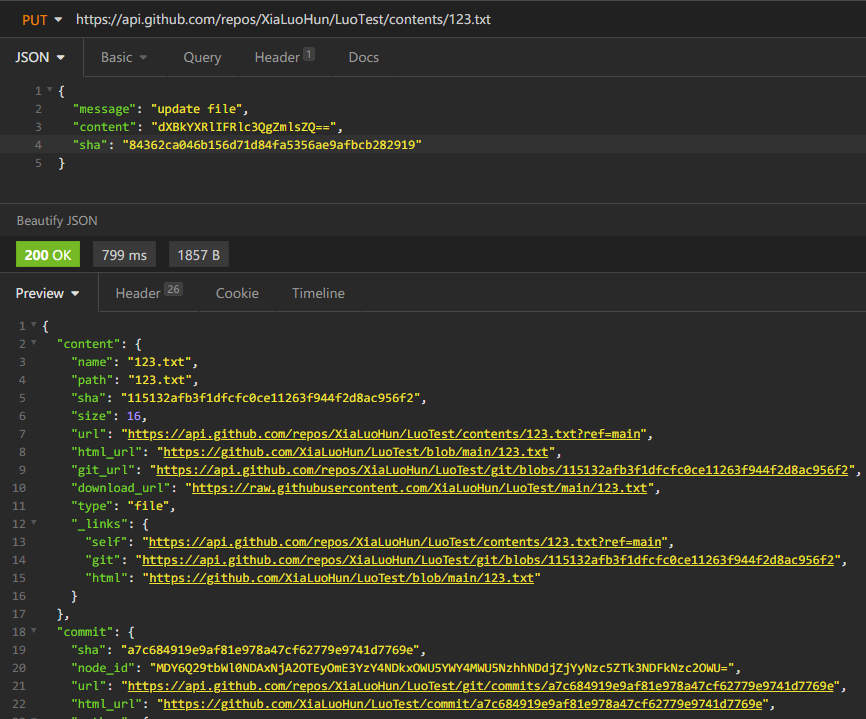 PUT https://api.github.com/repos/XiaLuoHun/LuoTest/contents/123.txt
JSON Basic Query Header 1 Docs
1 {
2 "message": "update file",
3 "content": "dXBkYXRlIFRlc3QgZmlsZQ==",
4 "sha": "84362ca046b156d71d84fa5356ae9afbcb282919"
5 }
Beautify JSON
200 OK 799 ms 1857 B
Preview Header 26 Cookie Timeline
1 {
2 "content": {
3 "name": "123.txt",
4 "path": "123.txt",
5 "sha": "115132afb3f1dfcfc0ce11263f944f2d8ac956f2",
6 "size": 16,
7 "url": "https://api.github.com/repos/XiaLuoHun/LuoTest/contents/123.txt?ref=main",
8 "html_url": "https://github.com/XiaLuoHun/LuoTest/blob/main/123.txt",
9 "git_url": "https://api.github.com/repos/XiaLuoHun/LuoTest/git/blobs/115132afb3f1dfcfc0ce11263f944f2d8ac956f2",
10 "download_url": "https://raw.githubusercontent.com/XiaLuoHun/LuoTest/main/123.txt",
11 "type": "file",
12 "_links": {
13 "self": "https://api.github.com/repos/XiaLuoHun/LuoTest/contents/123.txt?ref=main",
14 "git": "https://api.github.com/repos/XiaLuoHun/LuoTest/git/blobs/115132afb3f1dfcfc0ce11263f944f2d8ac956f2",
15 "html": "https://github.com/XiaLuoHun/LuoTest/blob/main/123.txt"
16 }
17 },
18 "commit": {
19 "sha": "a7c684919e9af81e978a47cf62779e9741d7769e",
20 "node_id": "MDY6Q29tbWl0NDAxNjA2OTEyOmE3YzY4NDkxOWU5YWY4MWU5NzhhNDdjZjYyNzc5ZTk3NDFkNzc2OWU=",
21 "url": "https://api.github.com/repos/XiaLuoHun/LuoTest/git/commits/a7c684919e9af81e978a47cf62779e9741d7769e",
22 "html_url": "https://github.com/XiaLuoHun/LuoTest/commit/a7c684919e9af81e978a47cf62779e9741d7769e",